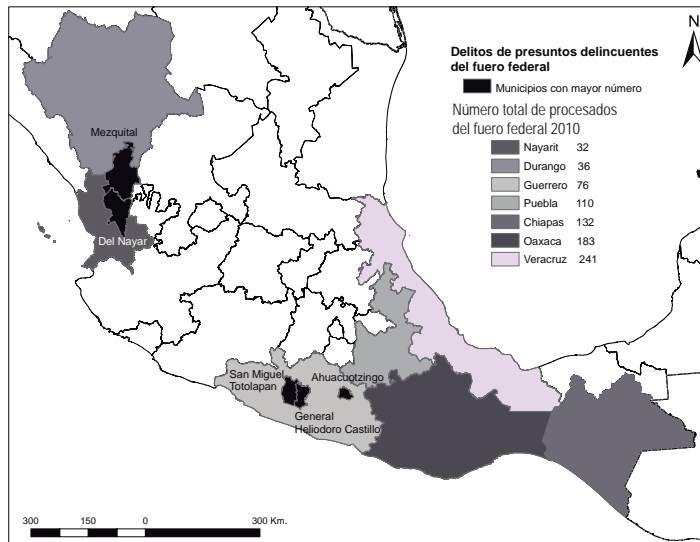 N
Delitos de presuntos delincuentes
del fuero federal
Municipios con mayor número
Número total de procesados
del fuero federal 2010
Nayarit 32
Durango 36
Guerrero 76
Puebla 110
Chiapas 132
Oaxaca 183
Veracruz 241
Mezquital
Del Nayar
San Miguel
Totolapan
Ahuacuotzingo
General
Heliodoro Castillo
300 150 0 300 Km.